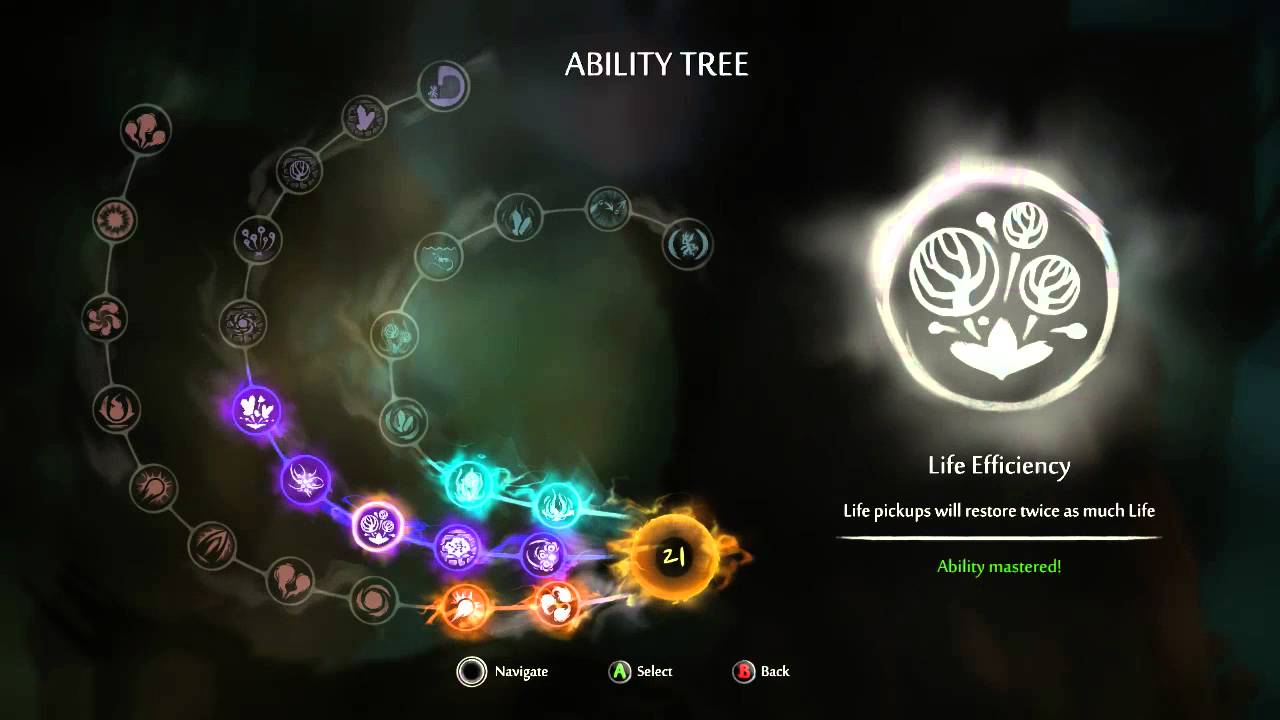 ABILITY TREE
21
Life Efficiency
Life pickups will restore twice as much Life
Ability mastered!
Navigate
A Select
B Back